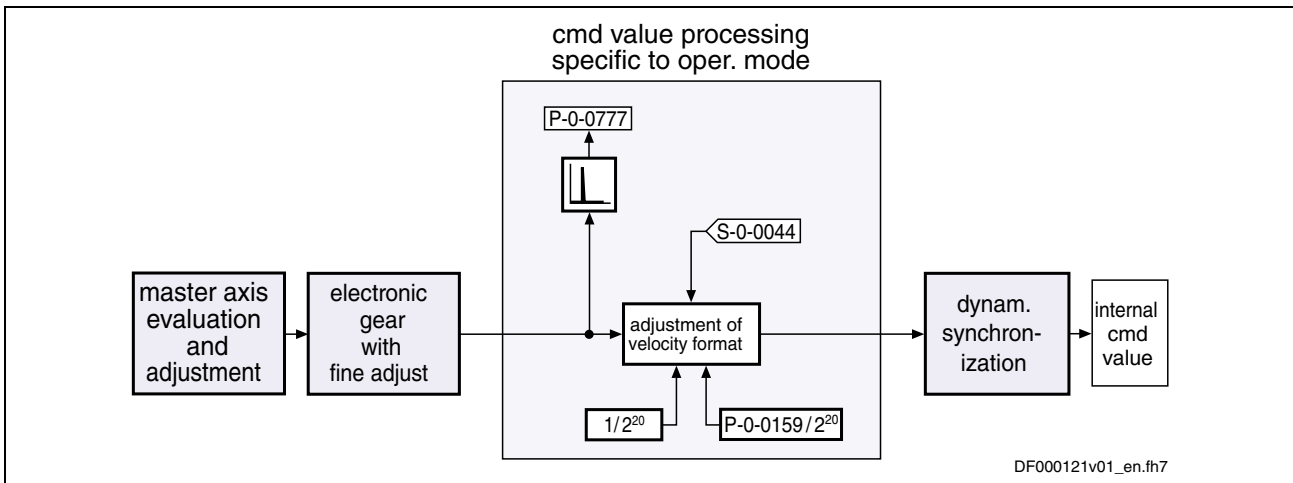 cmd value processing
specific to oper. mode
P-0-0777
S-0-0044
master axis
evaluation
and
adjustment
electronic
gear
with
fine adjust
adjustment of
velocity format
dynam.
synchron-
ization
internal
cmd
value
1/2²⁰
P-0-0159/2²⁰
DF000121v01_en.fh7